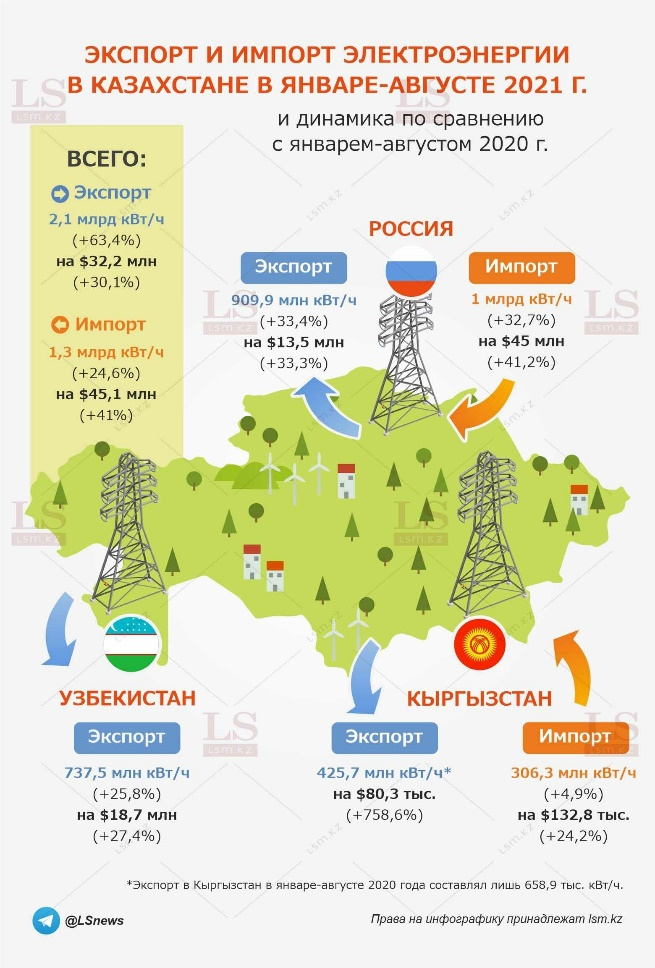 ЭКСПОРТ И ИМПОРТ ЭЛЕКТРОЭНЕРГИИ
В КАЗАХСТАНЕ В ЯНВАРЕ-АВГУСТЕ 2021 Г.
и динамика по сравнению
с январем-августом 2020 г.
ВСЕГО:
Экспорт
2,1 млрд кВт/ч
(+63,4%)
на $32,2 млн
(+30,1%)
Импорт
1,3 млрд кВт/ч
(+24,6%)
на $45,1 млн
(+41%)
РОССИЯ
Экспорт
909,9 млн кВт/ч
(+33,4%)
на $13,5 млн
(+33,3%)
Импорт
1 млрд кВт/ч
(+32,7%)
на $45 млн
(+41,2%)
УЗБЕКИСТАН
Экспорт
737,5 млн кВт/ч
(+25,8%)
на $18,7 млн
(+27,4%)
КЫРГЫЗСТАН
Экспорт
425,7 млн кВт/ч*
на $80,3 тыс.
(+758,6%)
Импорт
306,3 млн кВт/ч
(+4,9%)
на $132,8 тыс.
(+24,2%)
*Экспорт в Кыргызстан в январе-августе 2020 года составлял лишь 658,9 тыс. кВт/ч.
@LSnews
Права на инфографику принадлежат lsm.kz
LS
lsm.kz